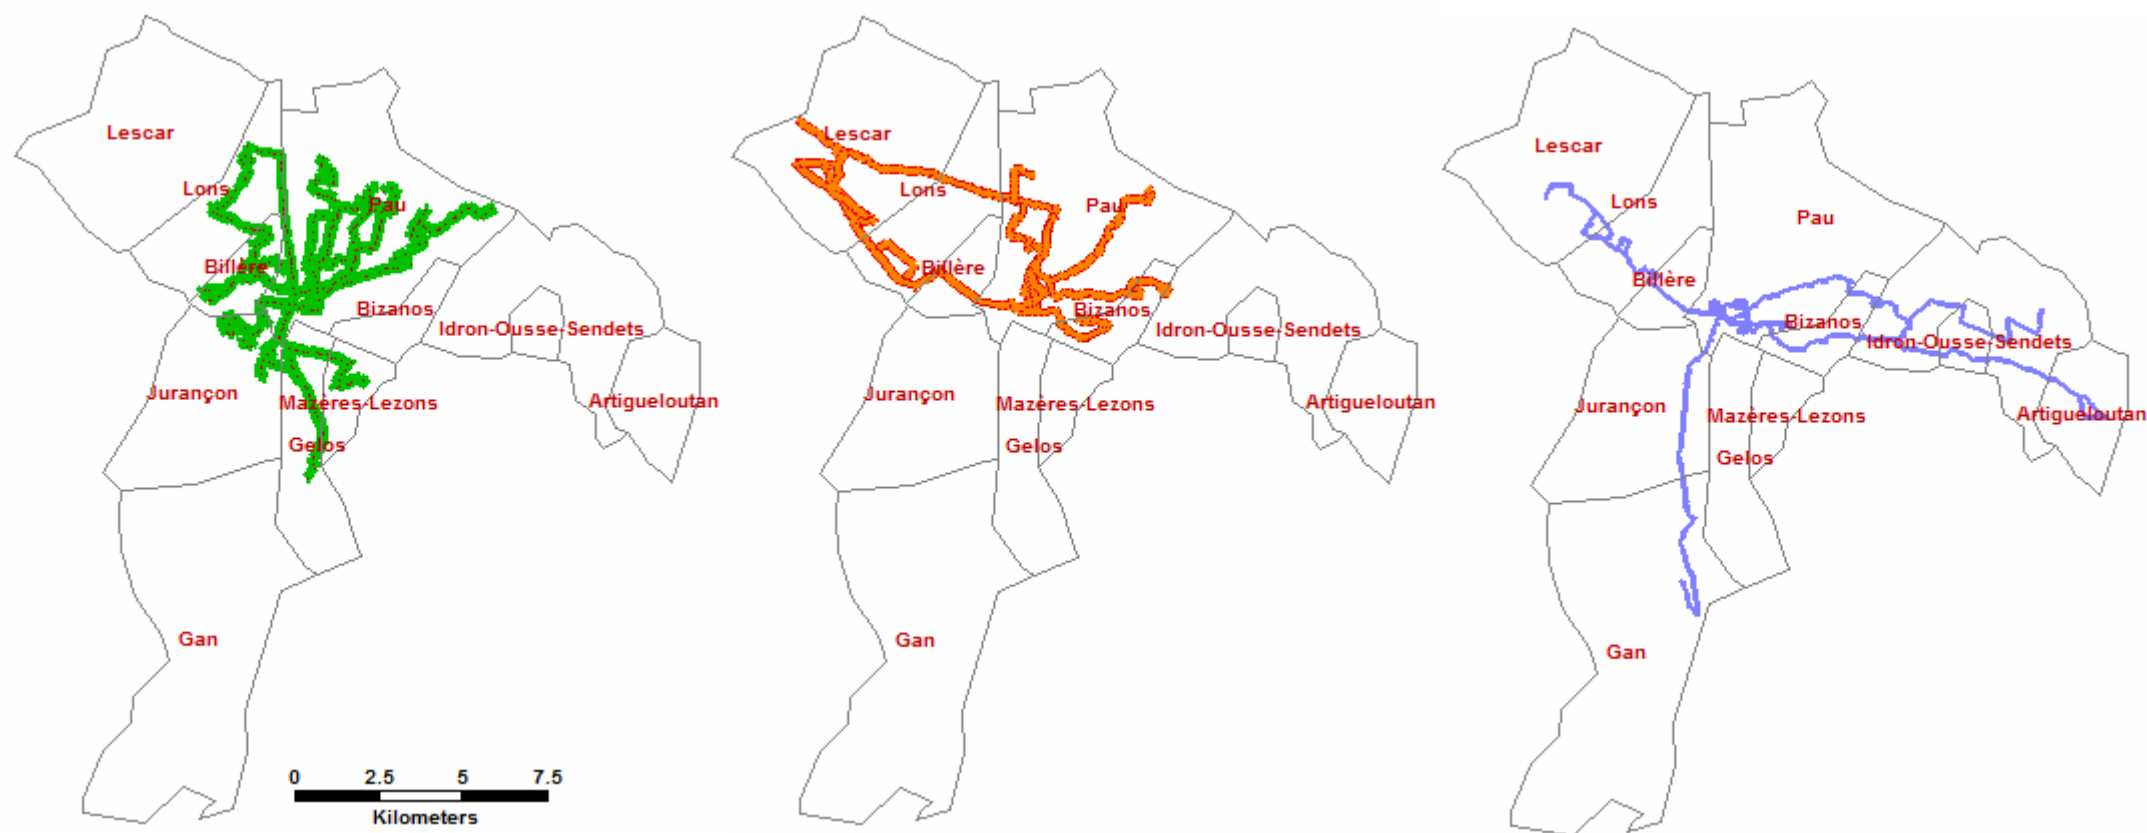 Lescar
Lons
Pau
Billère
Bizanos
Idron-Ousse-Sendets
Jurançon
Mazères-Lezons
Artigueloutan
Gelos
Gan
0 2.5 5 7.5
Kilometers
Lescar
Lons
Pau
Billère
Bizanos
Idron-Ousse-Sendets
Jurançon
Mazères-Lezons
Artigueloutan
Gelos
Gan
Lescar
Lons
Pau
Billère
Bizanos
Idron-Ousse-Sendets
Jurançon
Mazères-Lezons
Artigueloutan
Gelos
Gan